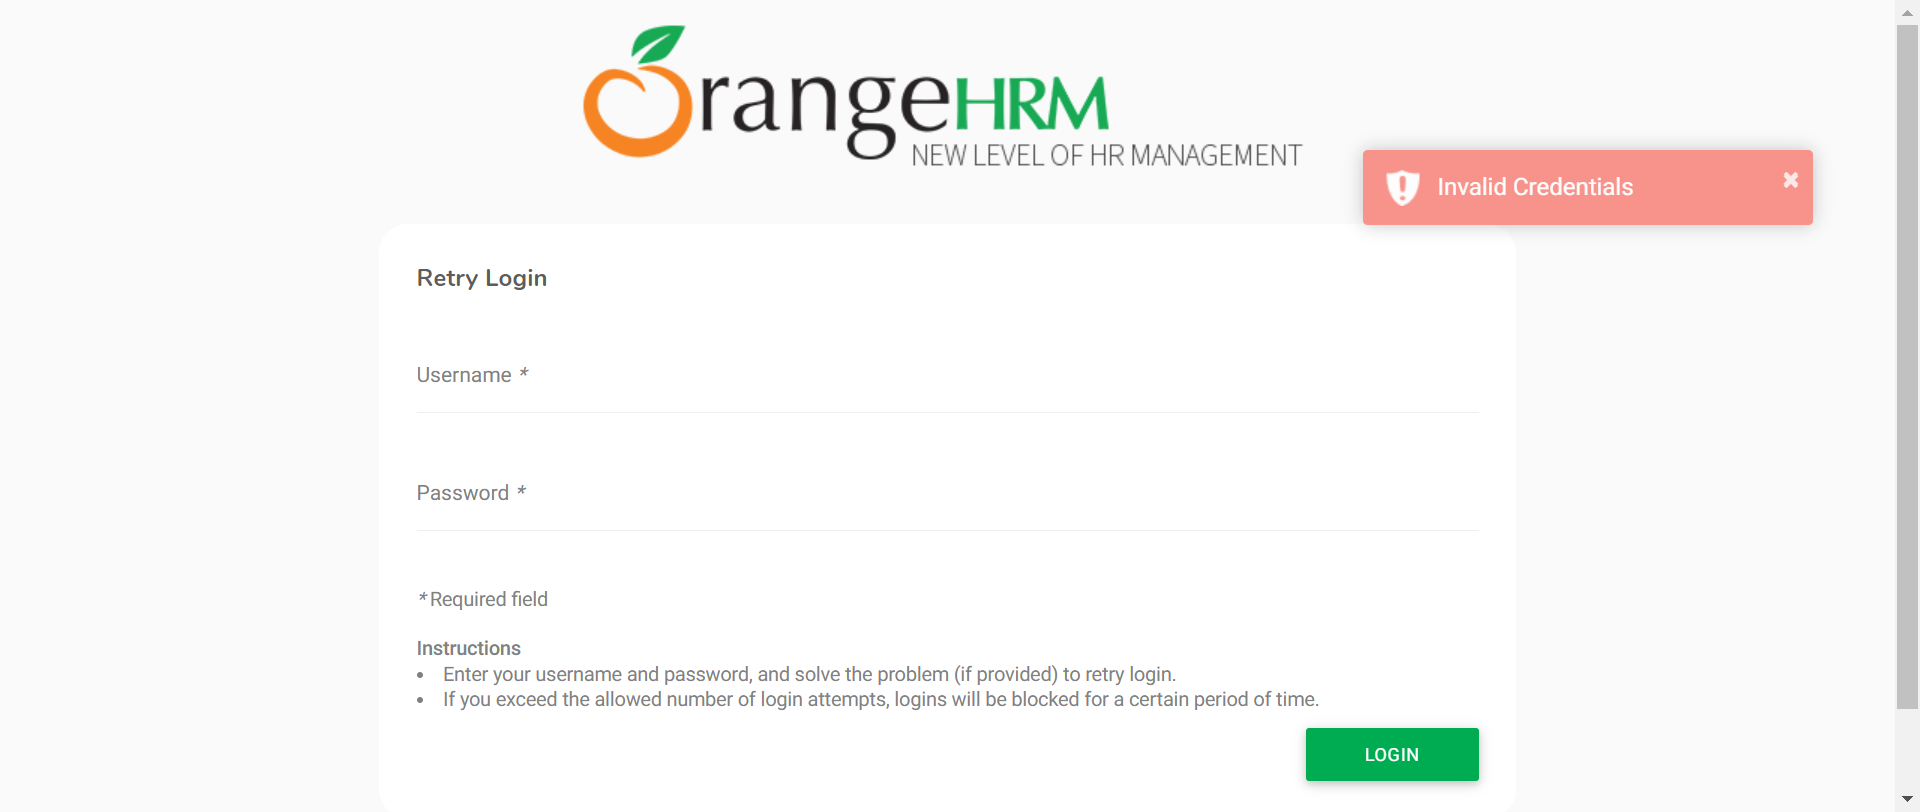 OrangeHRM
NEW LEVEL OF HR MANAGEMENT
Invalid Credentials
Retry Login
Username *
Password *
* Required field
Instructions
Enter your username and password, and solve the problem (if provided) to retry login.
If you exceed the allowed number of login attempts, logins will be blocked for a certain period of time.
LOGIN